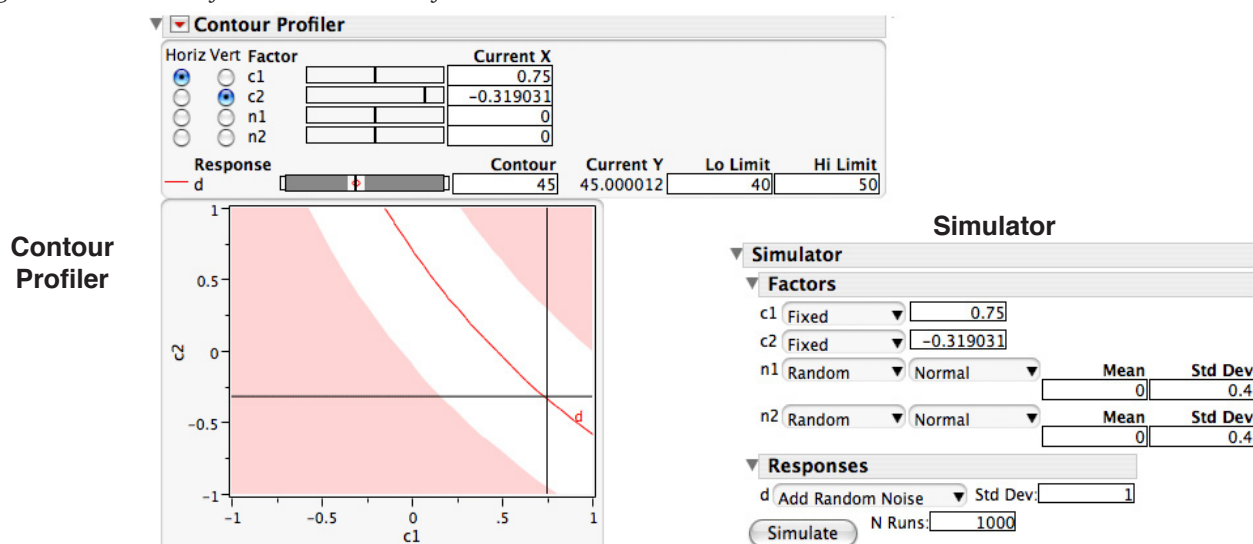 Contour Profiler
Horiz Vert Factor Current X
c1 0.75
c2 -0.319031
n1 0
n2 0
Response Contour Current Y Lo Limit Hi Limit
d 45 45.000012 40 50
Contour
Profiler
1
0.5
0
-0.5
-1
c2
d
-1 -0.5 0 .5 1
c1
Simulator
Simulator
Factors
c1 Fixed 0.75
c2 Fixed -0.319031
n1 Random Normal Mean Std Dev
0 0.4
n2 Random Normal Mean Std Dev
0 0.4
Responses
d Add Random Noise Std Dev: 1
Simulate N Runs: 1000